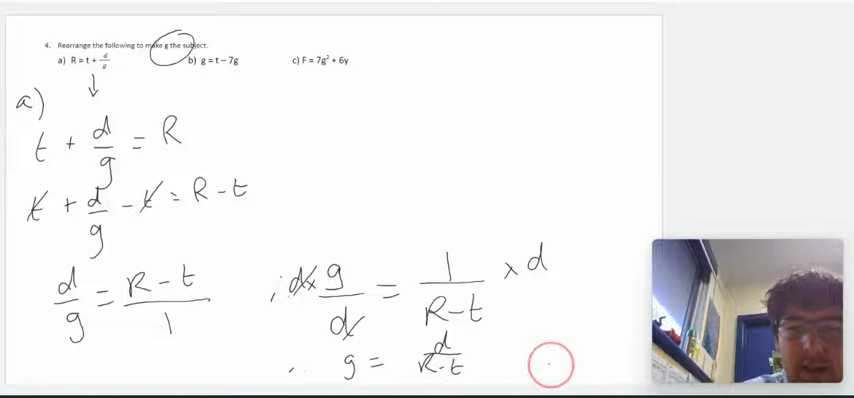 4. Rearrange the following to make g the subject.
a) R = t + d/g b) g = t – 7g c) F = 7g² + 6y
a)
t + d/g = R
t + d/g - t = R - t
d/g = R - t/1
∴ d × g/d = 1/R - t × d
∴ g = d/R - t